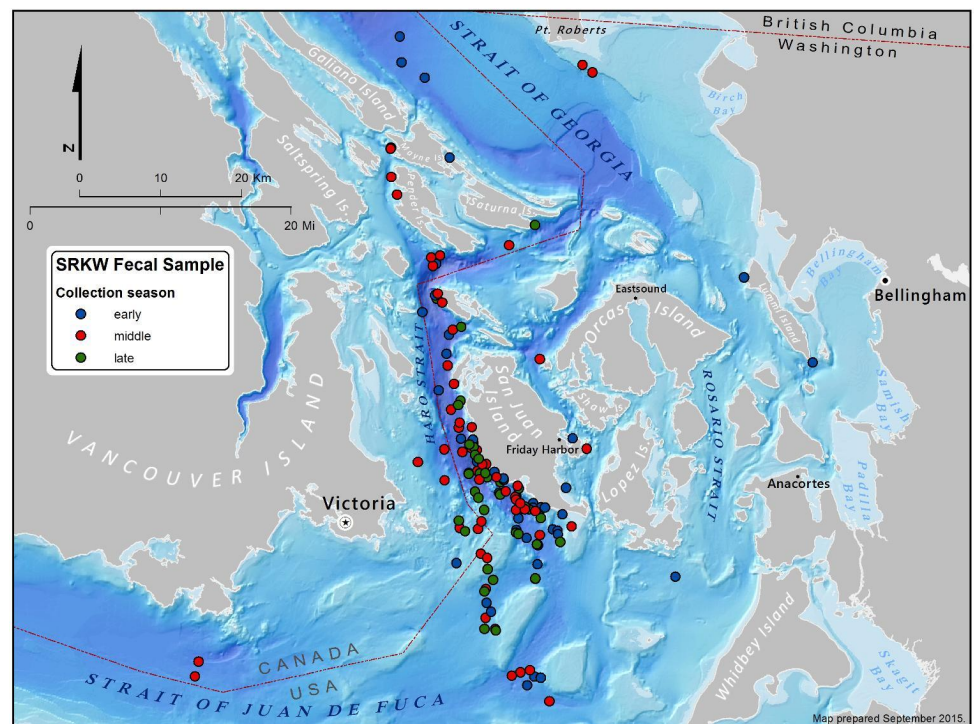 British Columbia
Washington
Pt. Roberts
STRAIT OF GEORGIA
Galiano Island
Birch
Bay
N
Mayne Is.
Saltspring Is.
Pender Is.
Saturna Is.
0 10 20 Km
0 20 Mi
SRKW Fecal Sample
Collection season
early
middle
late
Bellingham
Bay
Bellingham
Lummi Island
Eastsound
Orcas Island
HARO STRAIT
San Juan
Island
Shaw Is.
ROSARIO STRAIT
Samish
Bay
VANCOUVER ISLAND
Friday Harbor
Lopez Is.
Anacortes
Padilla
Bay
Victoria
Whidbey Island
CANADA
USA
Skagit
Bay
STRAIT OF JUAN DE FUCA
Map prepared September 2015.